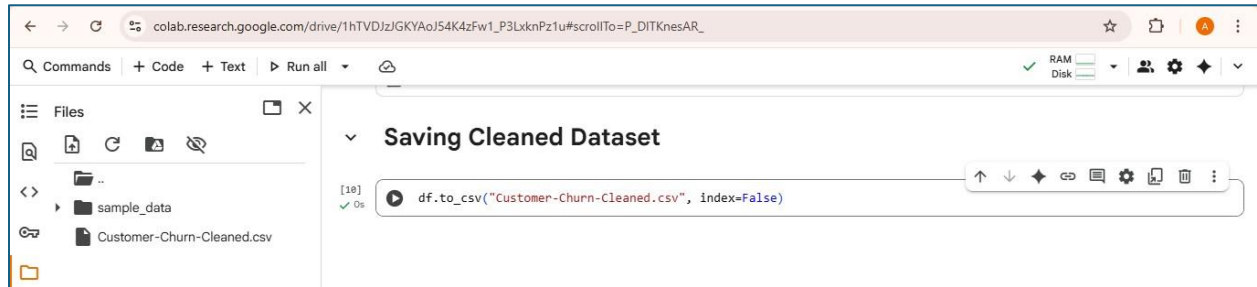 colab.research.google.com/drive/1hTVDJzJGKYAoJ54K4zFw1_P3LxknPz1u#scrollTo=P_DITKnesAR_
A
Commands + Code + Text Run all
RAM
Disk
Files
..
sample_data
Customer-Churn-Cleaned.csv
Saving Cleaned Dataset
[10]
0s
df.to_csv("Customer-Churn-Cleaned.csv", index=False)